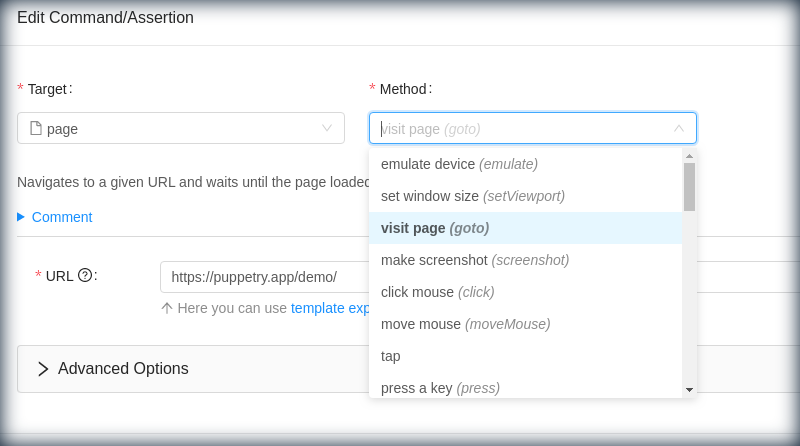 Edit Command/Assertion
* Target:
* Method:
page
visit page (goto)
emulate device (emulate)
set window size (setViewport)
visit page (goto)
make screenshot (screenshot)
click mouse (click)
move mouse (moveMouse)
tap
press a key (press)
Navigates to a given URL and waits until the page loaded
Comment
* URL ?:
https://puppetry.app/demo/
Here you can use template exp
Advanced Options